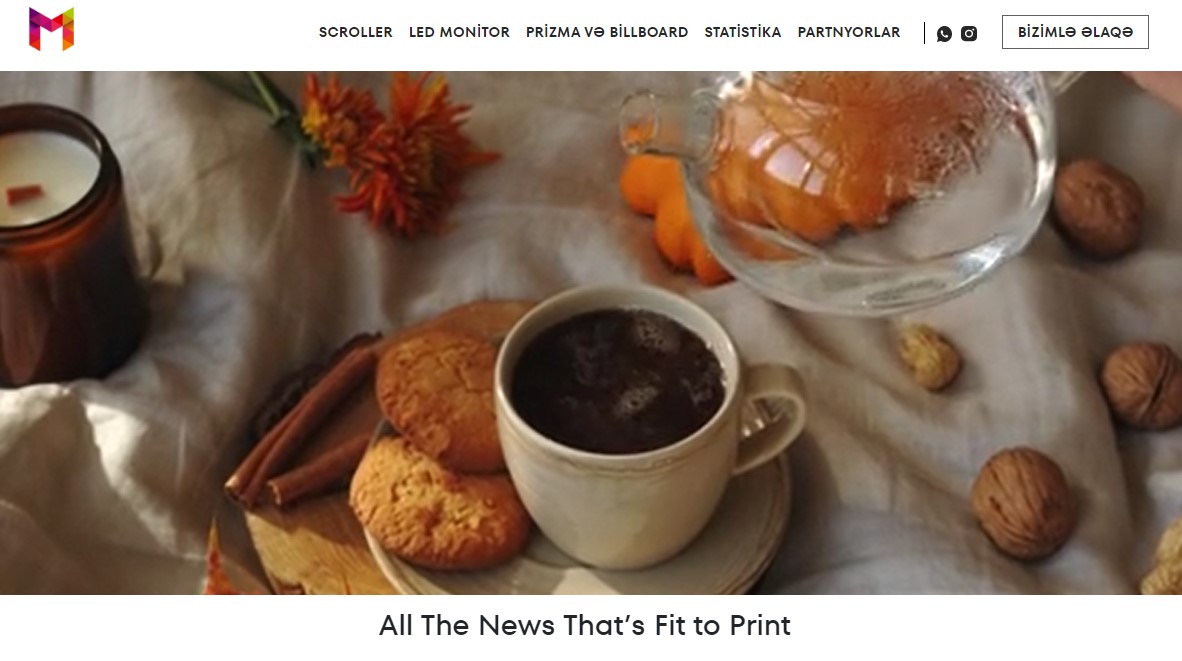 SCROLLER LED MONİTOR PRİZMA VƏ BİLLBOARD STATİSTİKA PARTNYORLAR BİZİMLƏ ƏLAQƏ
All The News That's Fit to Print